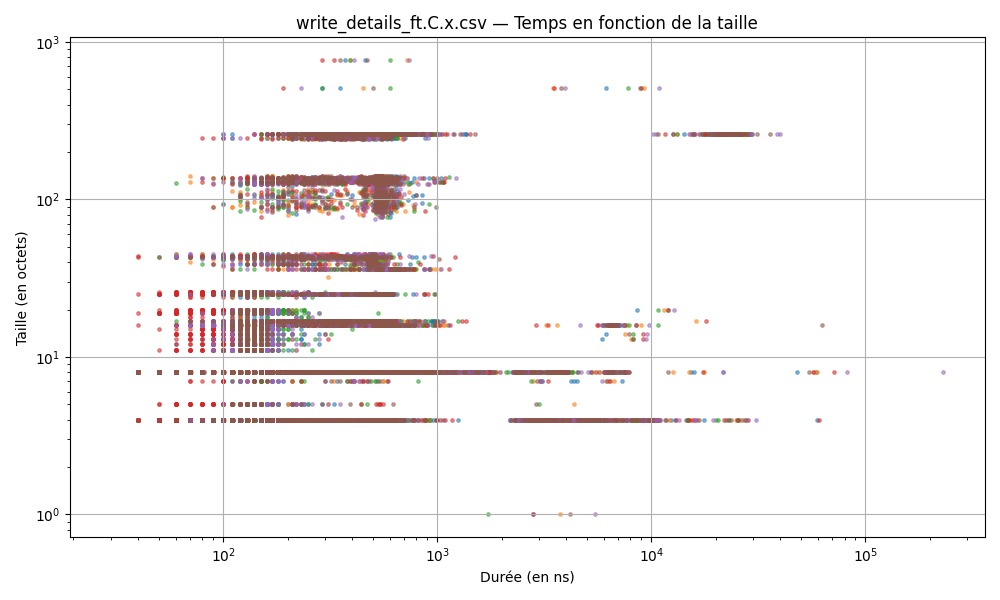 write_details_ft.C.x.csv — Temps en fonction de la taille
Taille (en octets)
10³
10²
10¹
10⁰
10² 10³ 10⁴ 10⁵
Durée (en ns)